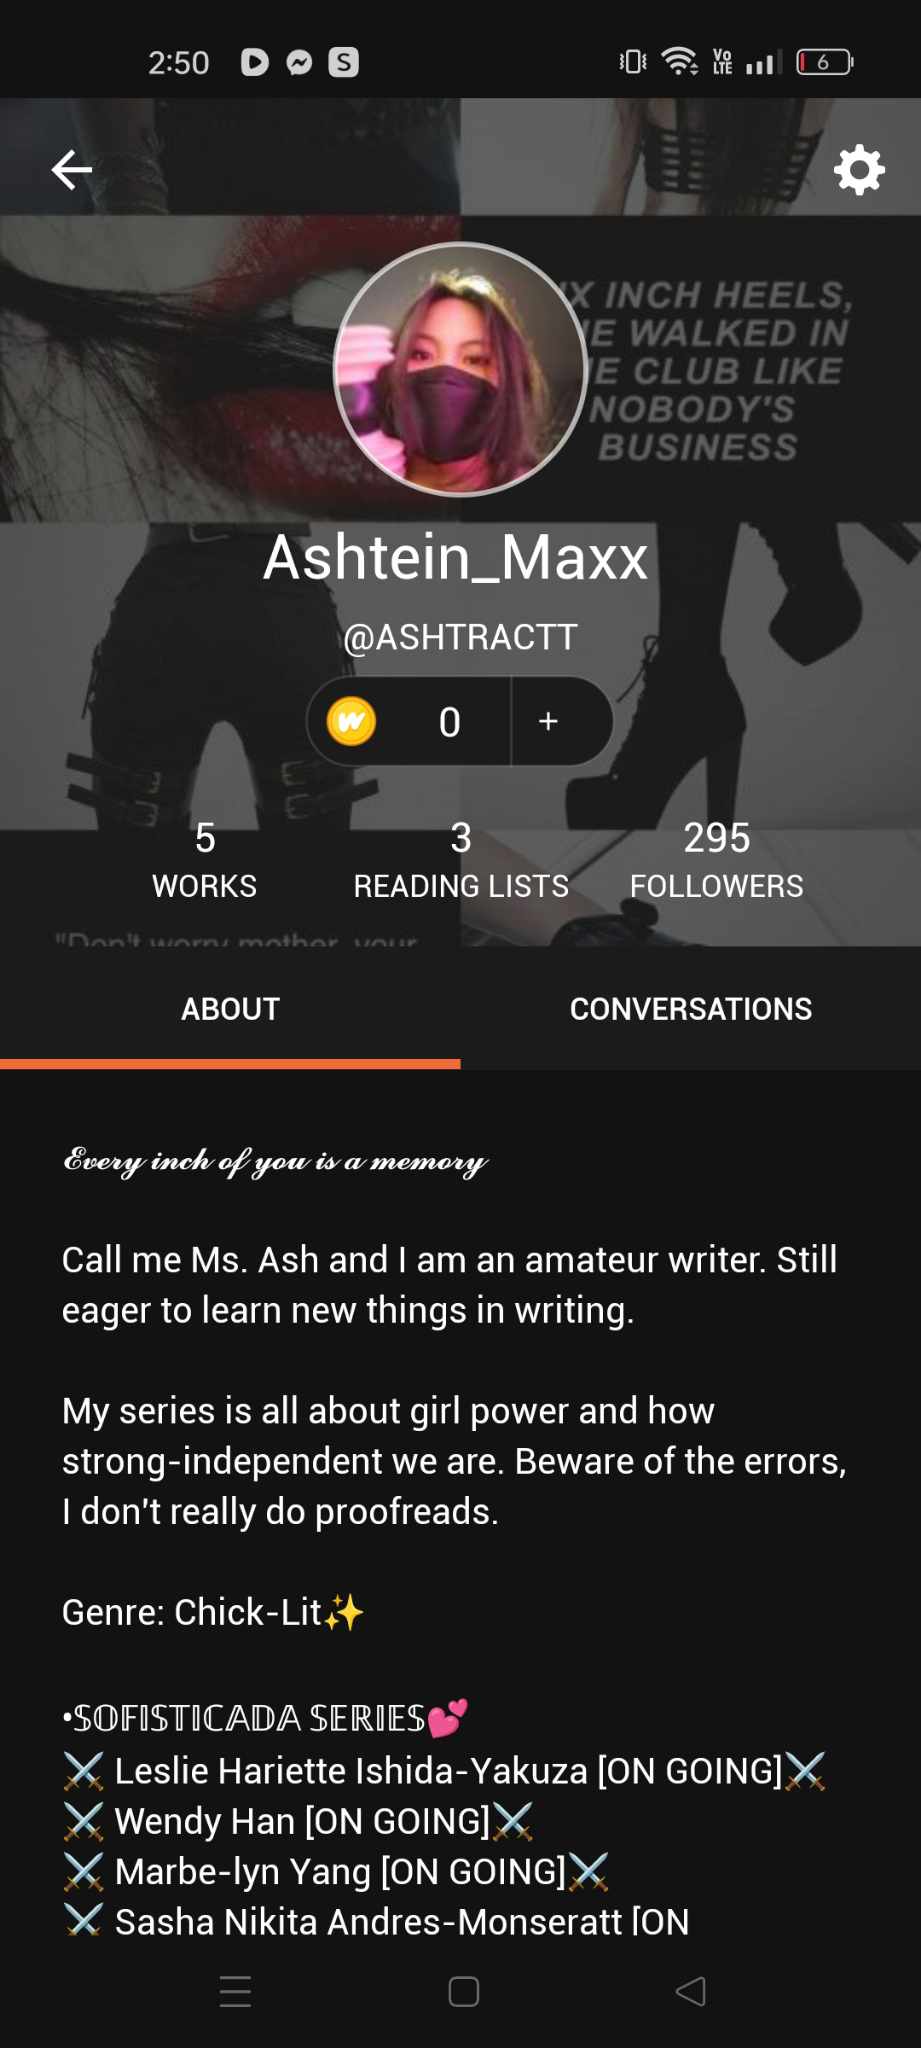 2:50
S
Vo
LTE
6
X INCH HEELS,
E WALKED IN
E CLUB LIKE
NOBODY'S
BUSINESS
Ashtein_Maxx
@ASHTRACTT
W
0
+
5
3
295
WORKS
READING LISTS
FOLLOWERS
"Don't worry mother, your
ABOUT
CONVERSATIONS
Every inch of you is a memory
Call me Ms. Ash and I am an amateur writer. Still
eager to learn new things in writing.
My series is all about girl power and how
strong-independent we are. Beware of the errors,
I don't really do proofreads.
Genre: Chick-Lit✨
•𝕊𝕆𝔽𝕀𝕊𝕋𝕀ℂ𝔸𝔻𝔸 𝕊𝔼ℝ𝕀𝔼𝕊💕
⚔️ Leslie Hariette Ishida-Yakuza [ON GOING]⚔️
⚔️ Wendy Han [ON GOING]⚔️
⚔️ Marbe-lyn Yang [ON GOING]⚔️
⚔️ Sasha Nikita Andres-Monseratt [ON